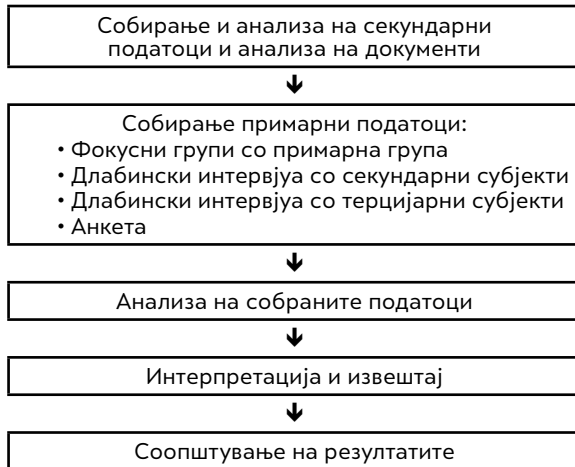 Собирање и анализа на секундарни
податоци и анализа на документи
Собирање примарни податоци:
• Фокусни групи со примарна група
• Длабински интервјуа со секундарни субјекти
• Длабински интервјуа со терцијарни субјекти
• Анкета
Анализа на собраните податоци
Интерпретација и извештај
Соопштување на резултатите